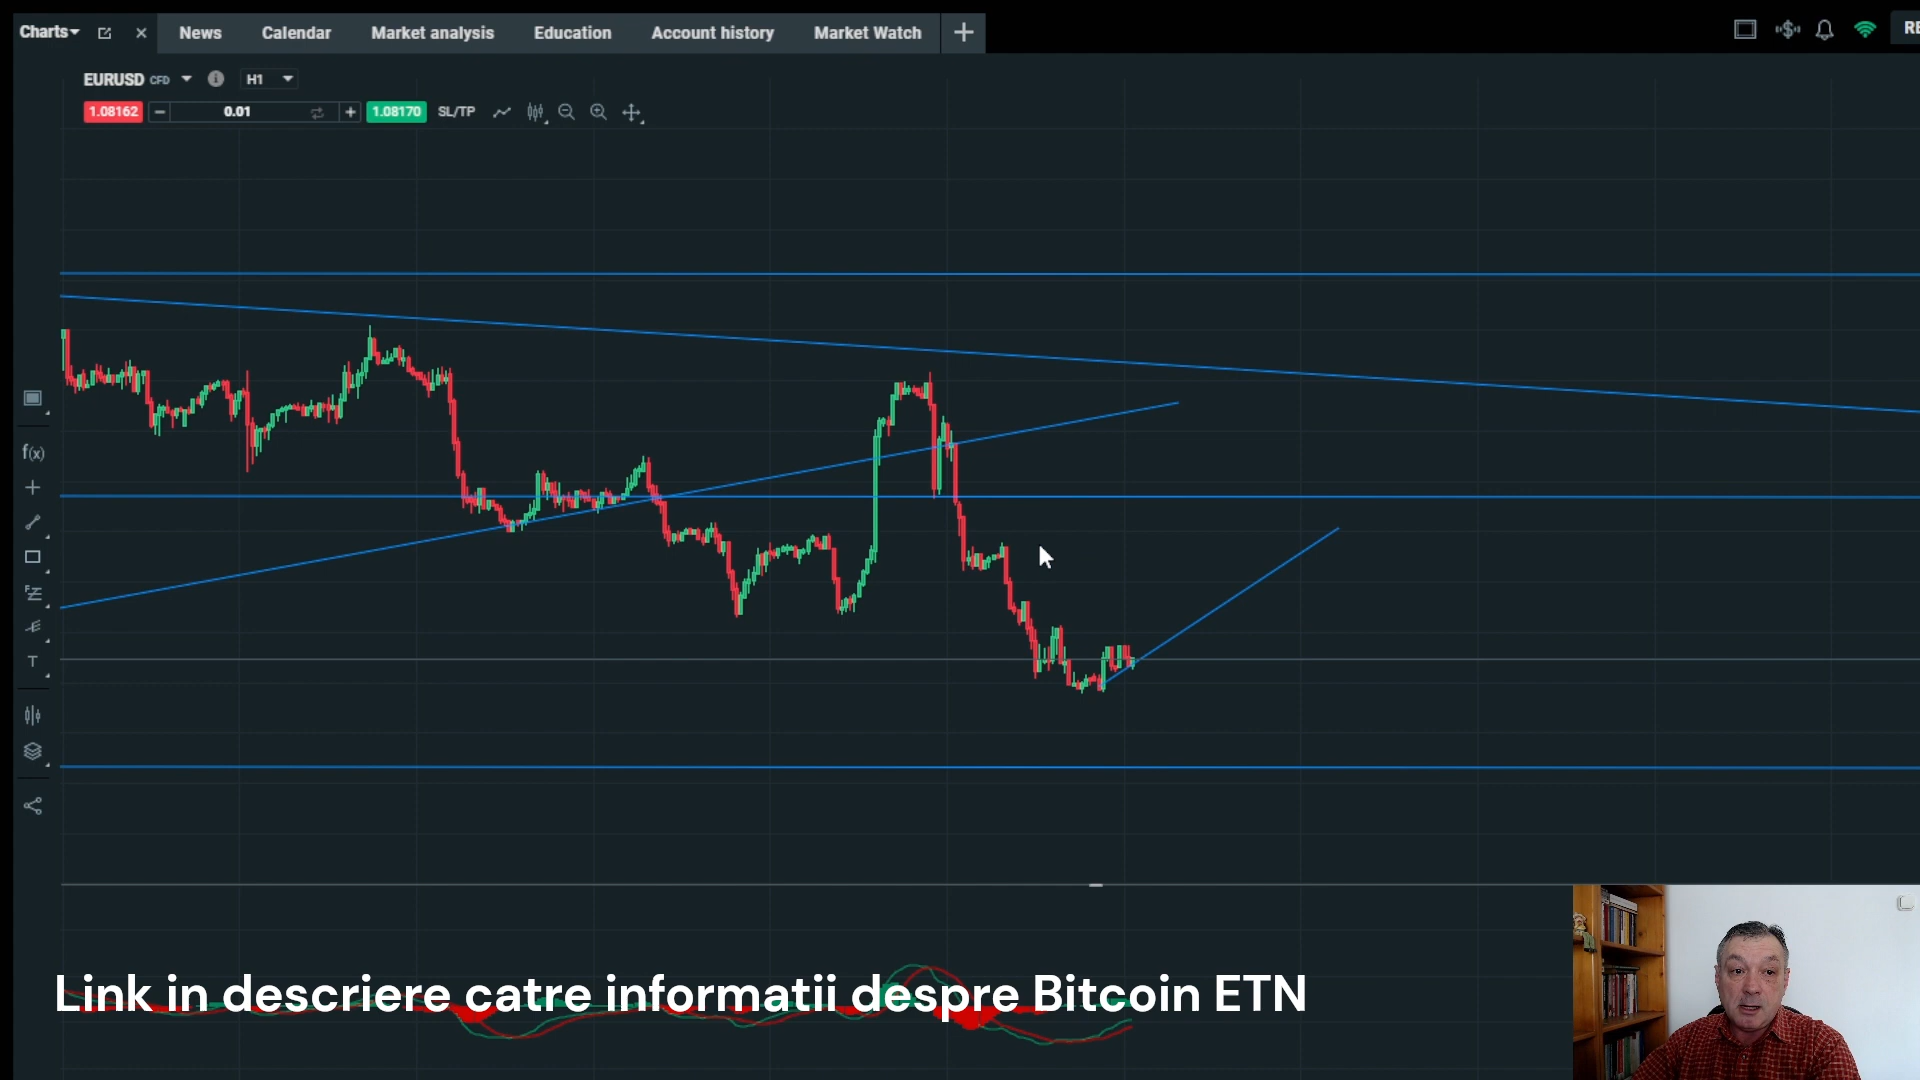 Charts News Calendar Market analysis Education Account history Market Watch
RE
EURUSD CFD H1
1.08162 0.01 1.08170 SL/TP
f(x)
T
Link in descriere catre informatii despre Bitcoin ETN